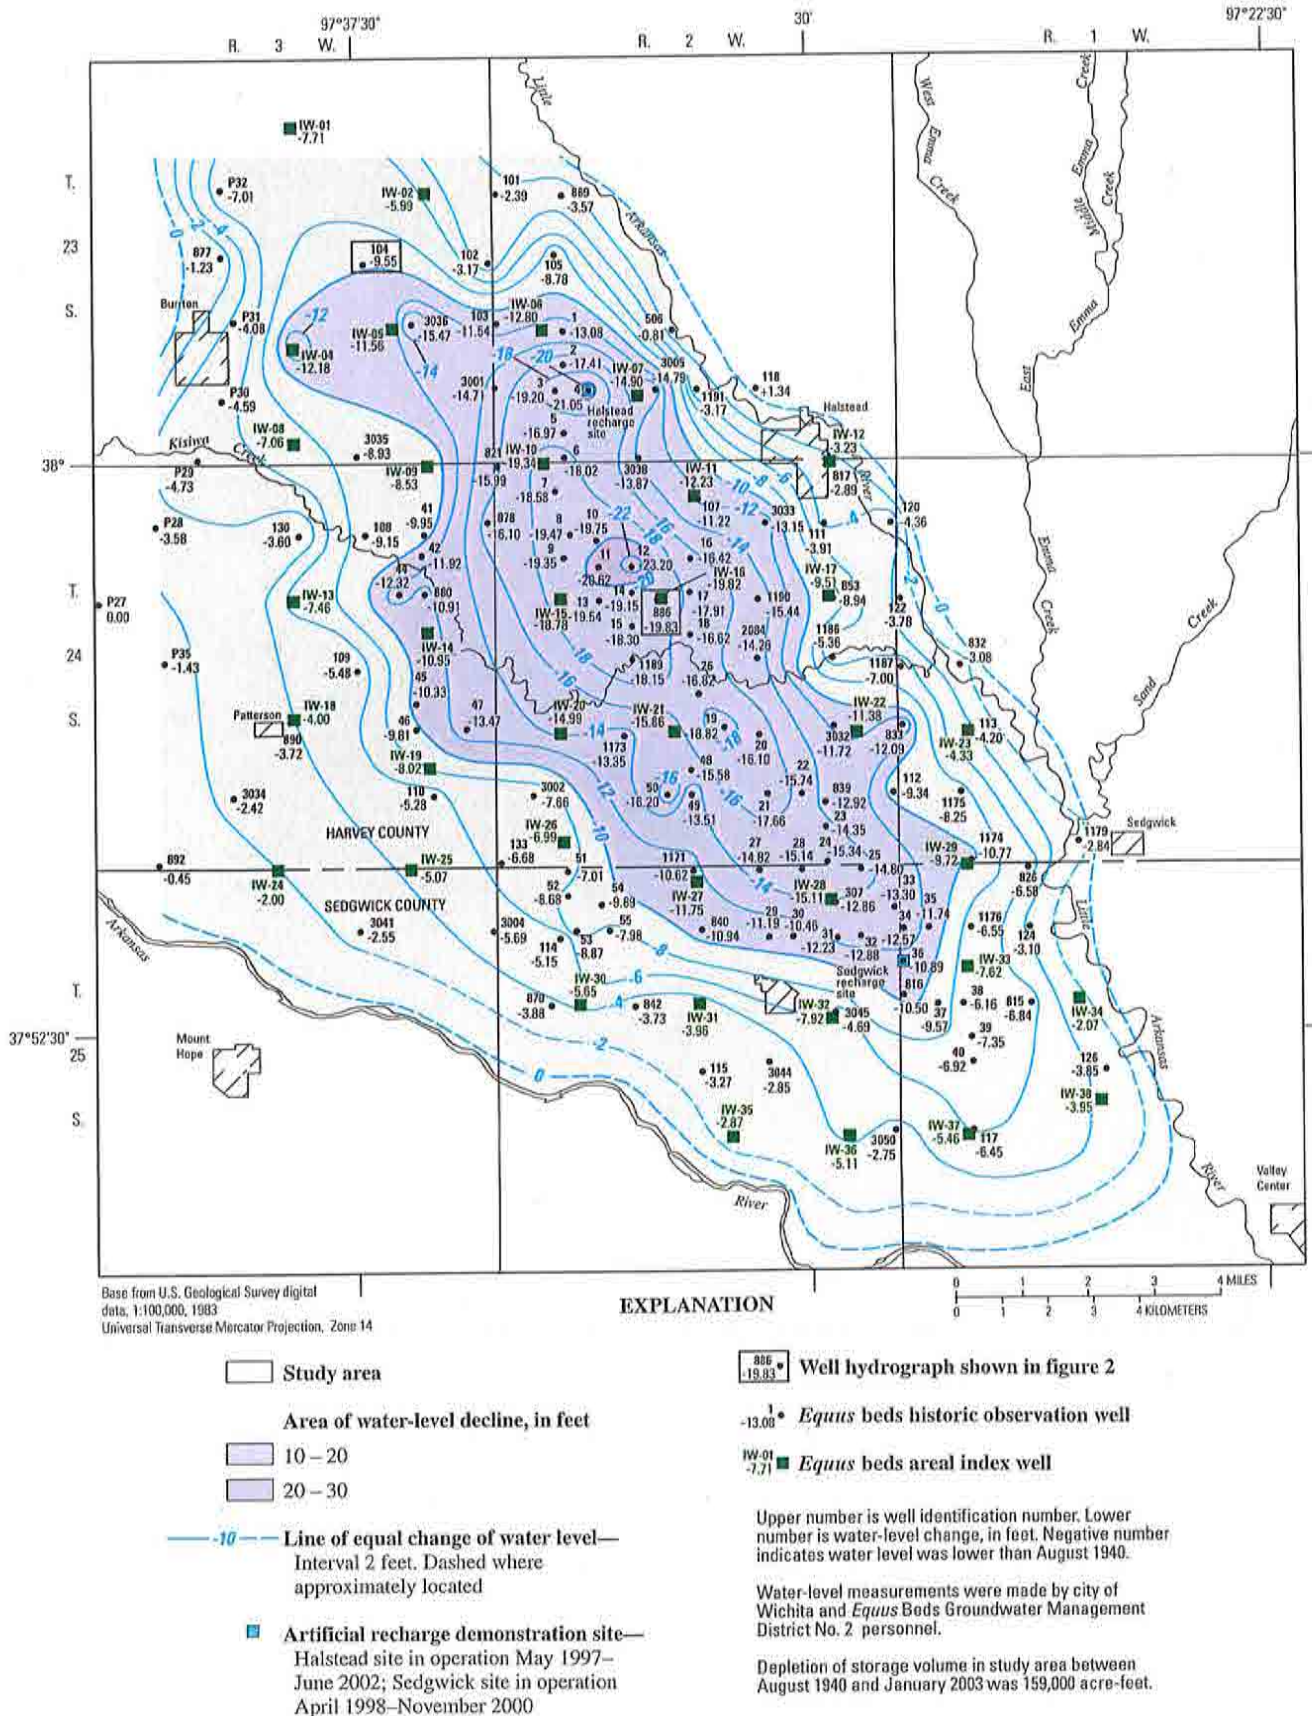 97°37'30"
30'
97°22'30"
R. 3 W.
R. 2 W.
R. 1 W.
T.
23
S.
T.
24
S.
T.
25
S.
38°
37°52'30"
IW-01
-7.71
P32
-7.01
IW-02
-5.99
101
-2.39
889
-3.57
Little
Arkansas
River
West
Emma
Creek
Middle
Emma
Creek
Creek
Emma
East
Emma
Creek
Sand
Creek
877
-1.23
104
-9.55
102
-3.17
105
-8.78
Burrton
P31
-4.08
IW-05
-11.56
3036
-15.47
103
-11.54
IW-06
-12.80
1
-13.08
506
-0.81
IW-04
-12.18
2
-17.41
IW-07
-14.90
3005
-14.79
3001
-14.71
3
-19.20
4
-21.05
Halstead
recharge
site
1191
-3.17
118
+1.34
Halstead
P30
-4.59
IW-08
-7.06
5
-16.97
IW-12
-3.23
Kisiwa
Creek
3035
-8.93
821
-15.99
IW-10
-19.34
6
-18.02
3038
-13.87
IW-11
-12.23
817
-2.89
P29
-4.73
IW-09
-8.53
7
-18.58
107
-11.22
3033
-13.15
111
-3.91
120
-4.36
P28
-3.58
130
-3.60
108
-9.15
41
-9.95
878
-16.10
8
-19.47
10
-19.75
42
-11.92
9
-19.35
11
-20.62
12
-23.20
16
-16.42
IW-16
-19.82
IW-17
-9.51
853
-8.94
44
-12.32
880
-10.91
P27
0.00
IW-13
-7.46
IW-15
-18.78
13
-19.54
14
-19.15
886
-19.83
17
-17.91
1190
-15.44
122
-3.78
15
-18.30
18
-16.62
2084
-14.26
1186
-5.36
IW-14
-10.95
P35
-1.43
109
-5.48
1189
-18.15
26
-16.82
1187
-7.00
832
-3.08
45
-10.33
Patterson
IW-18
-4.00
890
-3.72
46
-9.81
47
-13.47
IW-20
-14.99
IW-21
-15.86
19
-18.82
20
-16.10
3032
-11.72
IW-22
-11.38
833
-12.09
IW-23
-4.33
113
-4.20
IW-19
-8.02
1173
-13.35
48
-15.58
22
-15.74
3034
-2.42
110
-5.28
3002
-7.66
50
-16.20
49
-13.51
21
-17.66
839
-12.92
112
-9.34
1175
-8.25
HARVEY COUNTY
SEDGWICK COUNTY
IW-26
-6.99
23
-14.35
1179
-2.84
Sedgwick
892
-0.45
IW-24
-2.00
IW-25
-5.07
133
-6.68
51
-7.01
1171
-10.62
27
-14.82
28
-15.14
24
-15.34
25
-14.80
IW-29
-9.72
1174
-10.77
826
-6.58
52
-8.68
54
-9.89
IW-27
-11.75
IW-28
-15.11
307
-12.86
33
-13.30
35
-11.74
3041
-2.55
3004
-5.69
114
-5.15
53
-8.87
55
-7.98
840
-10.94
29
-11.19
30
-10.46
31
-12.23
32
-12.88
34
-12.57
1176
-6.55
124
-3.10
Sedgwick
recharge
site
36
-10.89
IW-33
-7.62
Arkansas
River
Little
Arkansas
River
870
-3.88
IW-30
-5.65
842
-3.73
IW-31
-3.96
IW-32
-7.92
3045
-4.69
816
-10.50
37
-9.57
38
-6.16
815
-6.84
IW-34
-2.07
39
-7.35
Mount
Hope
115
-3.27
3044
-2.85
40
-6.92
126
-3.85
IW-38
-3.95
IW-35
-2.87
IW-36
-5.11
3050
-2.75
IW-37
-5.46
117
-6.45
Valley
Center
0
-2
-4
-12
-14
-18
-20
-22
-18
16
-20
-10
-8
-6
-12
-14
-4
-2
-0
-18
-16
-14
-18
-16
-16
-12
-10
-14
-8
-6
-4
-2
0
Base from U.S. Geological Survey digital
data, 1:100,000, 1983
Universal Transverse Mercator Projection, Zone 14
0 1 2 3 4 MILES
0 1 2 3 4 KILOMETERS
EXPLANATION
Study area
Area of water-level decline, in feet
10 – 20
20 – 30
-10
Line of equal change of water level—
Interval 2 feet. Dashed where
approximately located
Artificial recharge demonstration site—
Halstead site in operation May 1997–
June 2002; Sedgwick site in operation
April 1998–November 2000
886
-19.83
Well hydrograph shown in figure 2
1
-13.08
Equus beds historic observation well
IW-01
-7.71
Equus beds areal index well
Upper number is well identification number. Lower
number is water-level change, in feet. Negative number
indicates water level was lower than August 1940.
Water-level measurements were made by city of
Wichita and Equus Beds Groundwater Management
District No. 2 personnel.
Depletion of storage volume in study area between
August 1940 and January 2003 was 159,000 acre-feet.